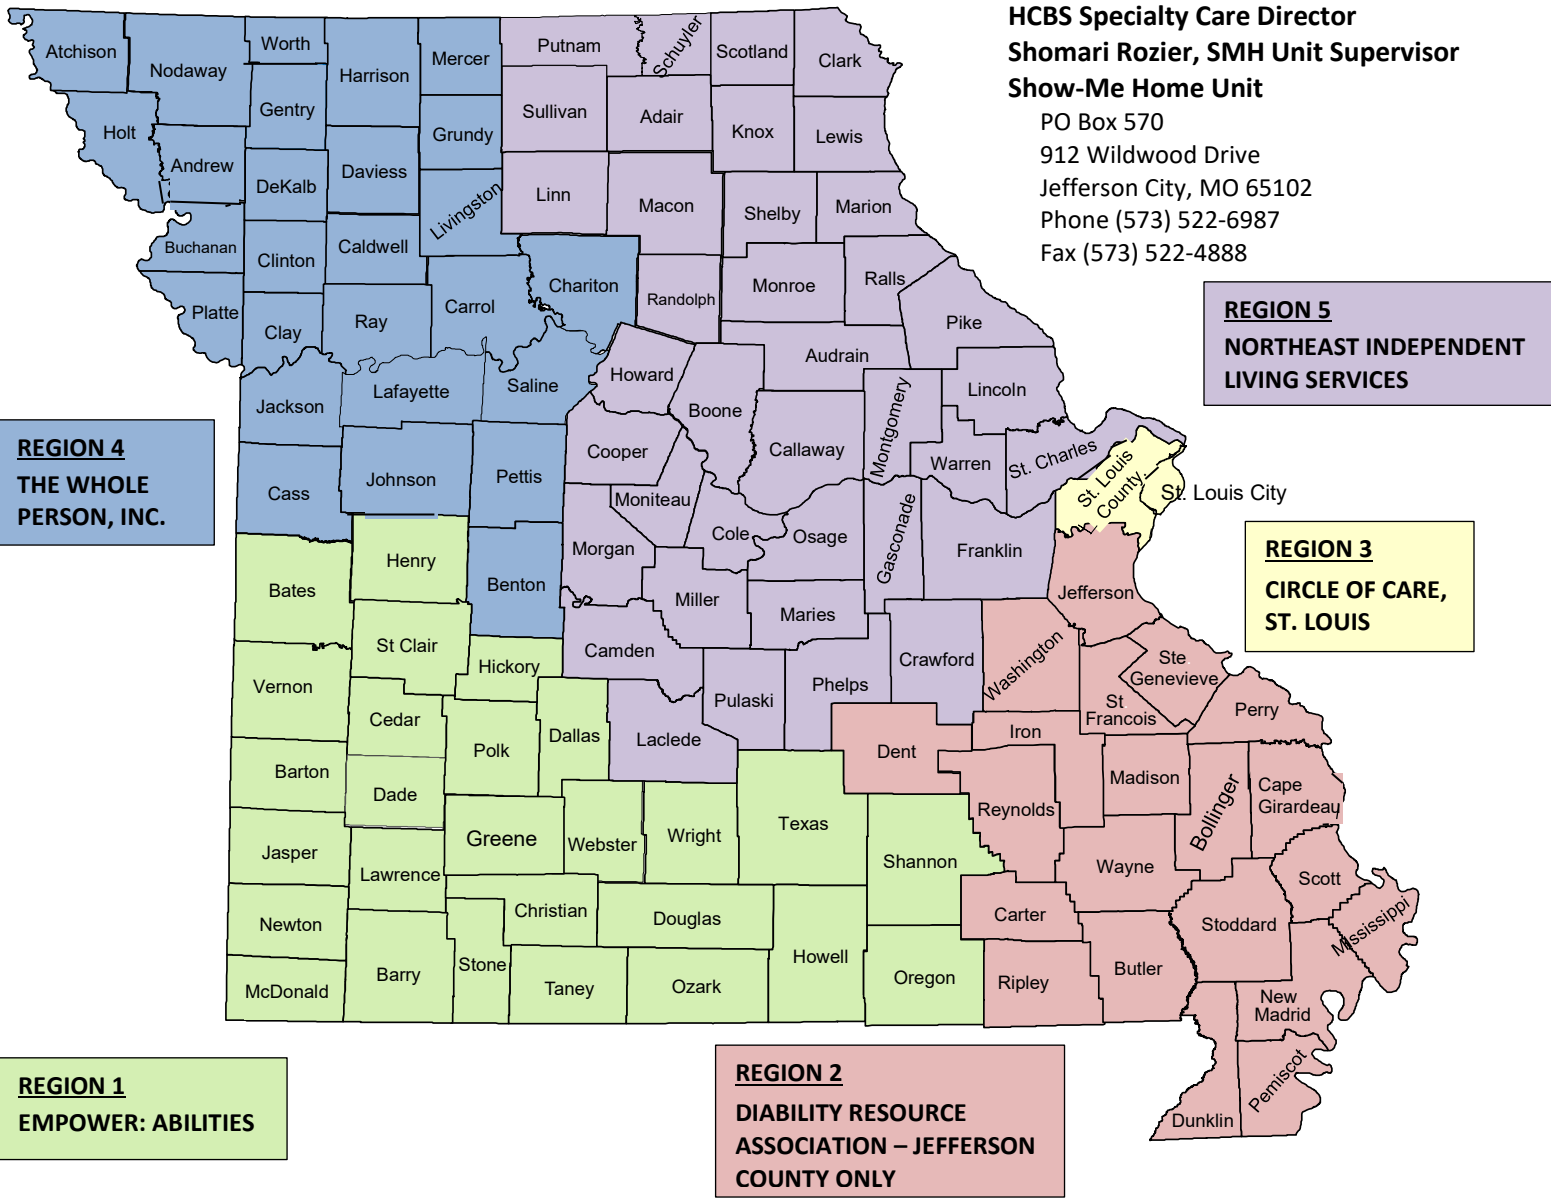 HCBS Specialty Care Director
Shomari Rozier, SMH Unit Supervisor
Show-Me Home Unit
PO Box 570
912 Wildwood Drive
Jefferson City, MO 65102
Phone (573) 522-6987
Fax (573) 522-4888
Atchison
Nodaway
Worth
Harrison
Mercer
Putnam
Schuyler
Scotland
Clark
Holt
Andrew
Gentry
DeKalb
Daviess
Grundy
Livingston
Sullivan
Adair
Knox
Lewis
Linn
Macon
Shelby
Marion
Buchanan
Clinton
Caldwell
Platte
Clay
Ray
Carrol
Chariton
Randolph
Monroe
Ralls
Pike
Audrain
Howard
Boone
Callaway
Montgomery
Lincoln
Warren
St. Charles
St. Louis
County
St. Louis City
Jackson
Lafayette
Saline
Cass
Johnson
Pettis
Cooper
Moniteau
Morgan
Cole
Osage
Gasconade
Franklin
Jefferson
Bates
Henry
Benton
Miller
Maries
Camden
St Clair
Hickory
Vernon
Cedar
Polk
Dallas
Laclede
Pulaski
Phelps
Crawford
Washington
St
Francois
Ste
Genevieve
Perry
Barton
Dade
Greene
Webster
Wright
Texas
Dent
Iron
Reynolds
Madison
Bollinger
Cape
Girardeau
Jasper
Lawrence
Christian
Douglas
Shannon
Carter
Wayne
Scott
Mississippi
Stoddard
Newton
McDonald
Barry
Stone
Taney
Ozark
Howell
Oregon
Ripley
Butler
New
Madrid
Pemiscot
Dunklin
REGION 5
NORTHEAST INDEPENDENT
LIVING SERVICES
REGION 4
THE WHOLE
PERSON, INC.
REGION 3
CIRCLE OF CARE,
ST. LOUIS
REGION 1
EMPOWER: ABILITIES
REGION 2
DIABILITY RESOURCE
ASSOCIATION – JEFFERSON
COUNTY ONLY